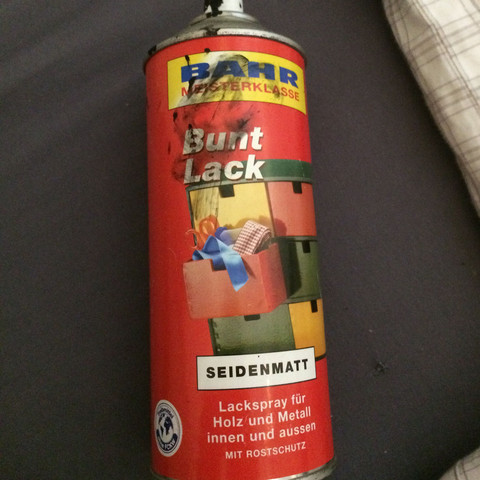 BAHR
MEISTERKLASSE
Bunt
Lack
SEIDENMATT
Lackspray für
Holz und Metall
innen und aussen
MIT ROSTSCHUTZ